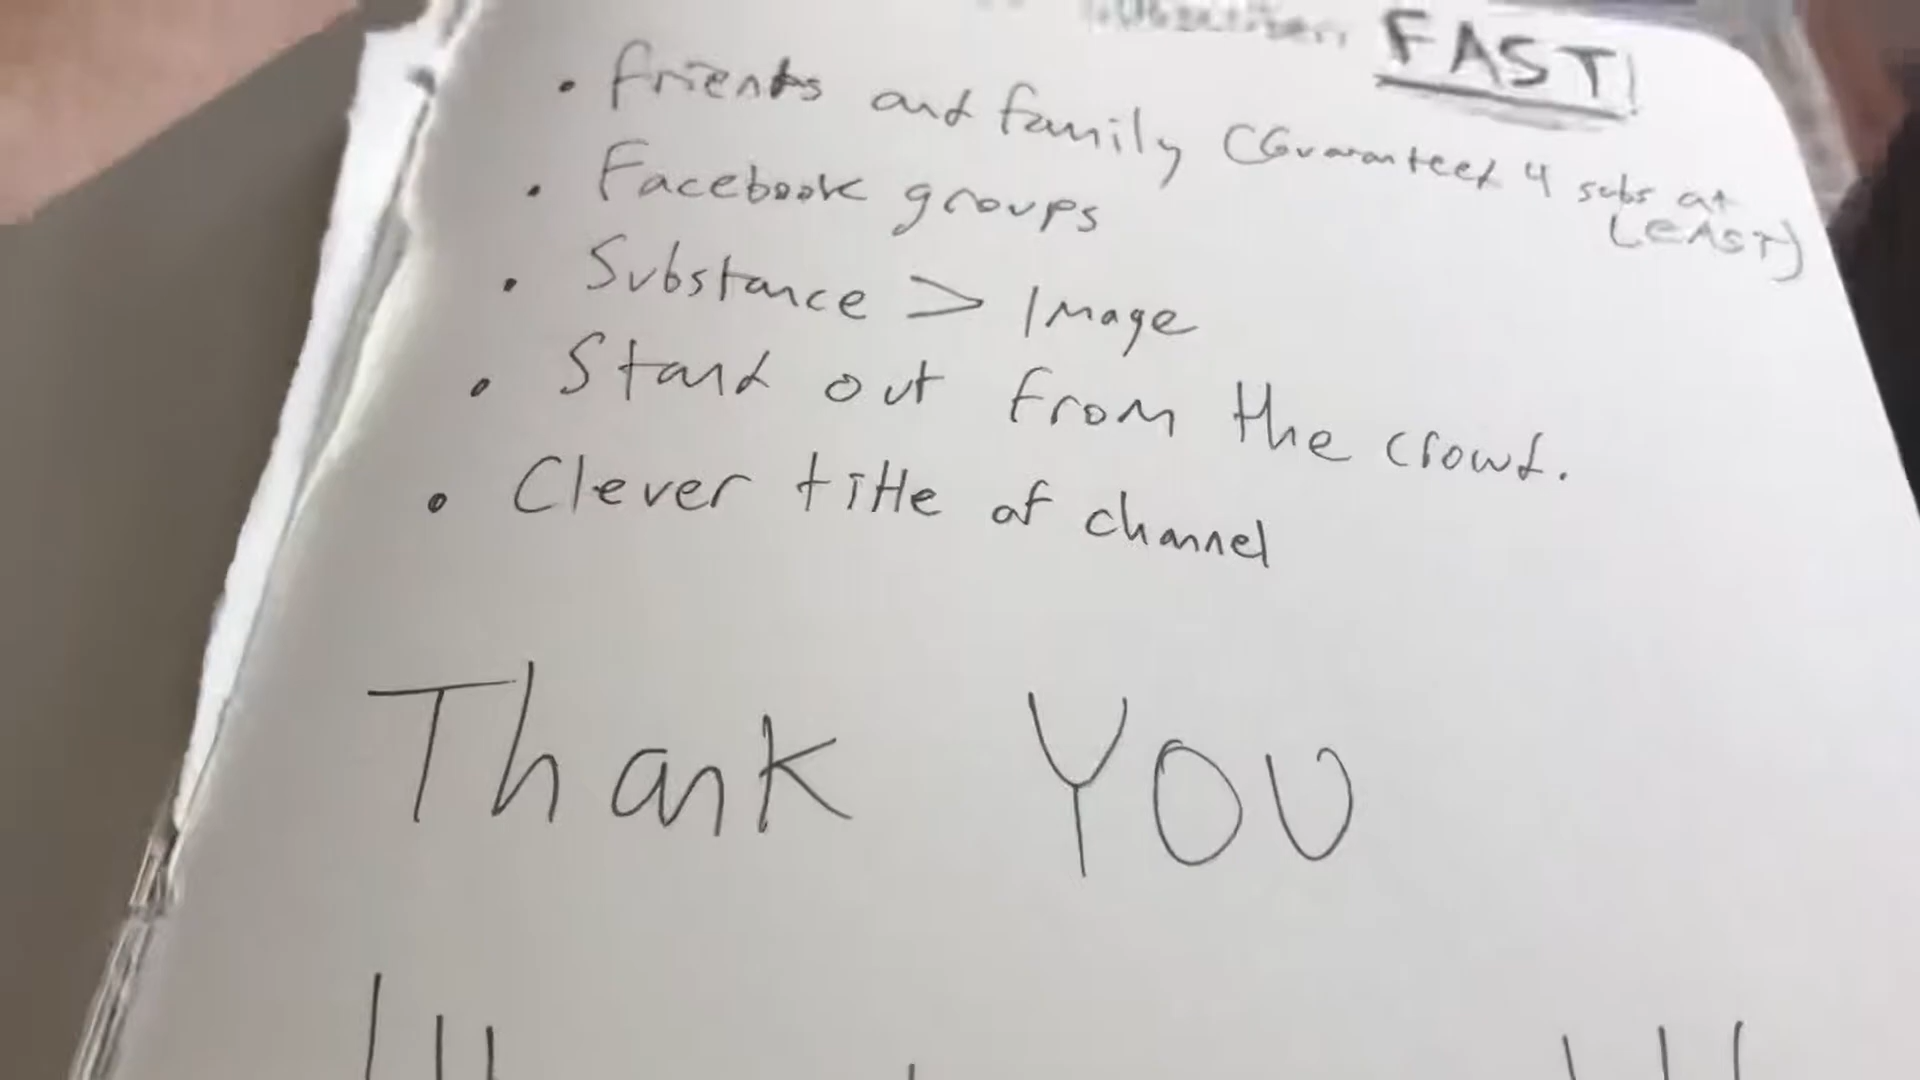 FAST!
• friends and family (Guaranteed 4 subs at
LEAST)
• Facebook groups
• Substance > Image
• Stand out from the crowd.
• Clever title of channel
Thank YOU